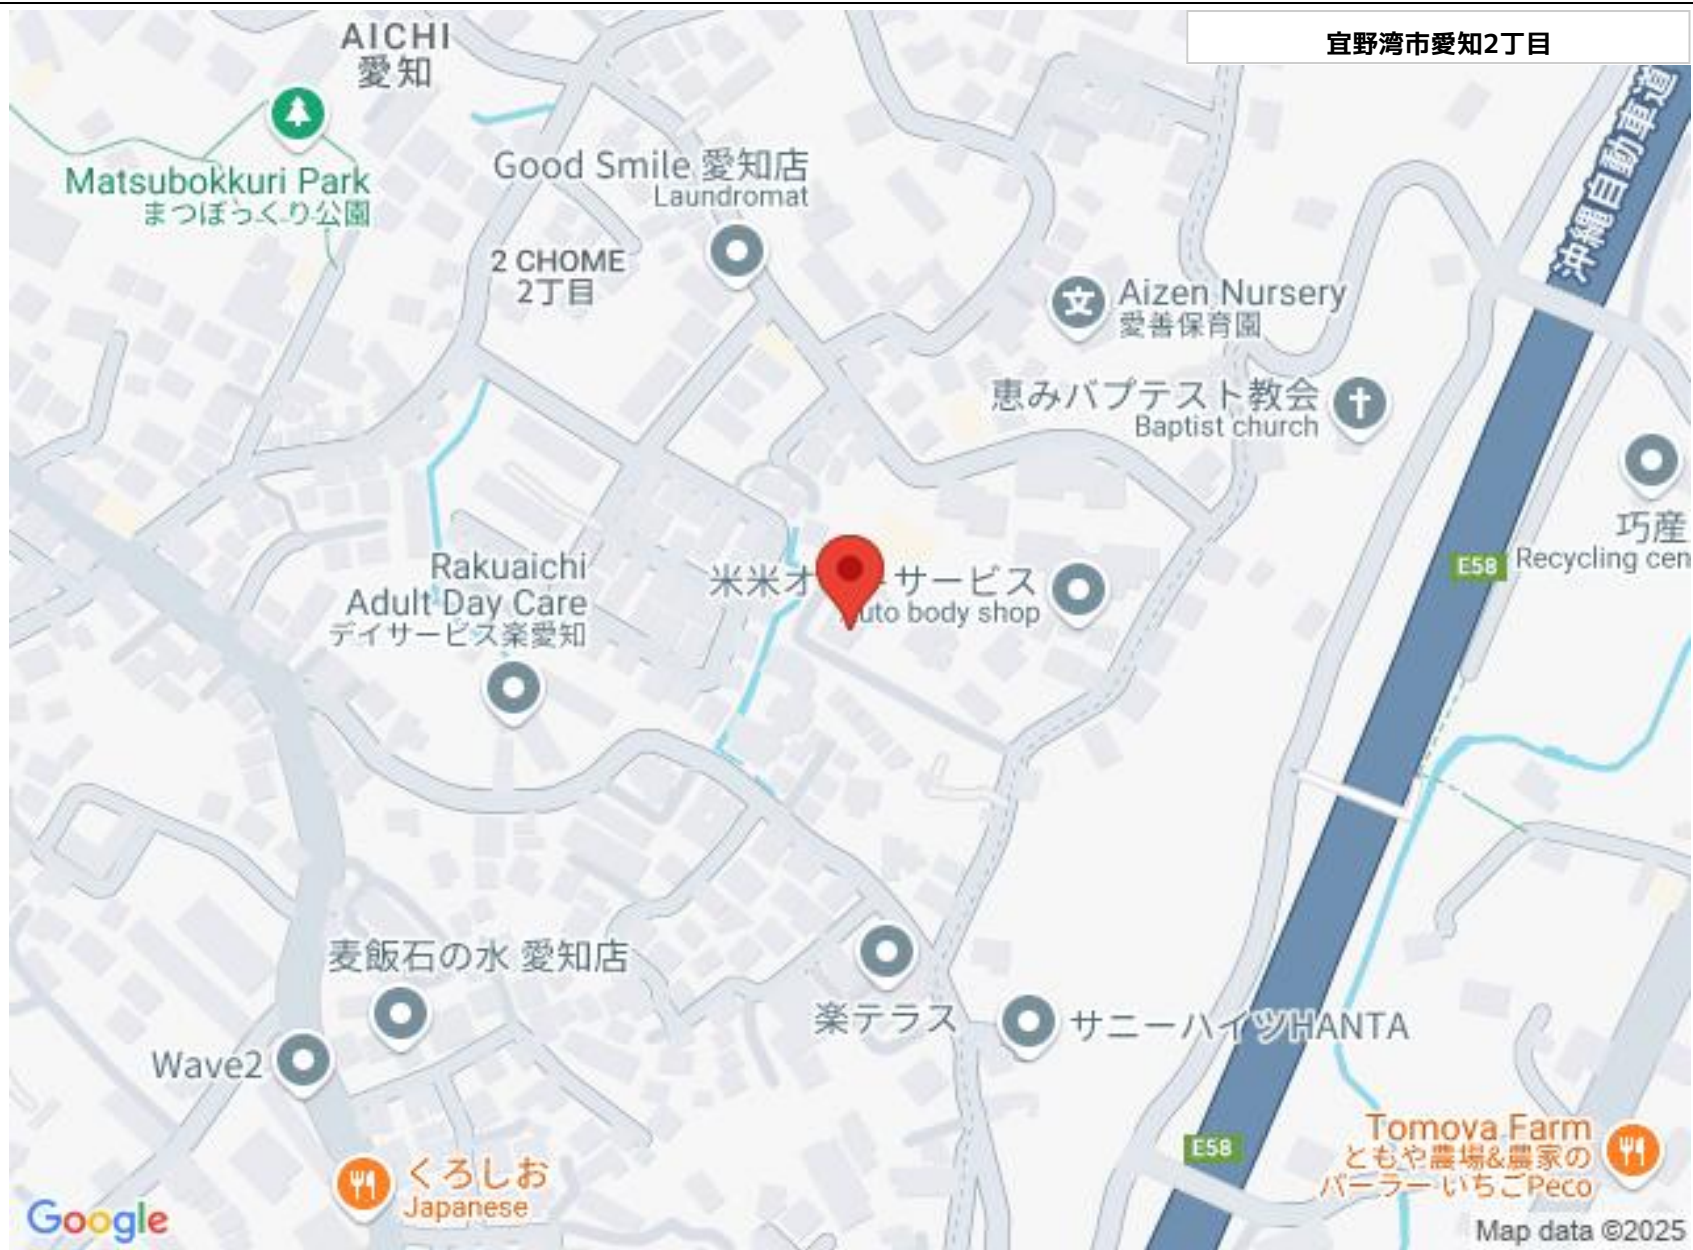 宜野湾市愛知2丁目
AICHI
愛知
沖縄自動車道
Matsubokkuri Park
まつぼっくり公園
Good Smile 愛知店
Laundromat
2 CHOME
2丁目
Aizen Nursery
愛善保育園
恵みバプテスト教会
Baptist church
巧産
Recycling cen
E58
Rakuaichi
Adult Day Care
デイサービス楽愛知
米米オ サービス
uto body shop
麦飯石の水 愛知店
楽テラス
サニーハイツHANTA
Wave2
E58
Tomoya Farm
ともや農場&農家の
パーラー いちごPeco
くろしお
Japanese
Google
Map data ©2025